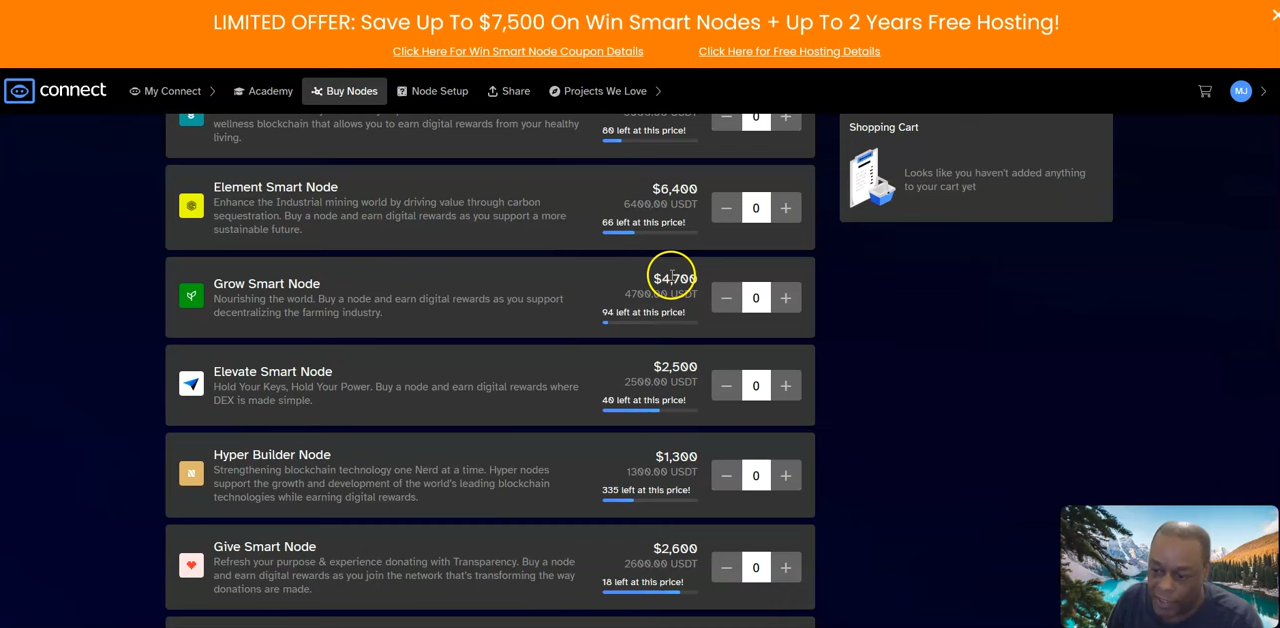 LIMITED OFFER: Save Up To $7,500 On Win Smart Nodes + Up To 2 Years Free Hosting!
Click Here For Win Smart Node Coupon Details
Click Here for Free Hosting Details
connect
My Connect
Academy
Buy Nodes
Node Setup
Share
Projects We Love
MJ
wellness blockchain that allows you to earn digital rewards from your healthy
living.
80 left at this price!
0
Shopping Cart
Looks like you haven't added anything
to your cart yet
Element Smart Node
Enhance the Industrial mining world by driving value through carbon
sequestration. Buy a node and earn digital rewards as you support a more
sustainable future.
$6,400
6400.00 USDT
66 left at this price!
0
Grow Smart Node
Nourishing the world. Buy a node and earn digital rewards as you support
decentralizing the farming industry.
$4,700
4700.00 USDT
94 left at this price!
0
Elevate Smart Node
Hold Your Keys, Hold Your Power. Buy a node and earn digital rewards where
DEX is made simple.
$2,500
2500.00 USDT
40 left at this price!
0
Hyper Builder Node
Strengthening blockchain technology one Nerd at a time. Hyper nodes
support the growth and development of the world's leading blockchain
technologies while earning digital rewards.
$1,300
1300.00 USDT
335 left at this price!
0
Give Smart Node
Refresh your purpose & experience donating with Transparency. Buy a node
and earn digital rewards as you join the network that's transforming the way
donations are made.
$2,600
2600.00 USDT
18 left at this price!
0